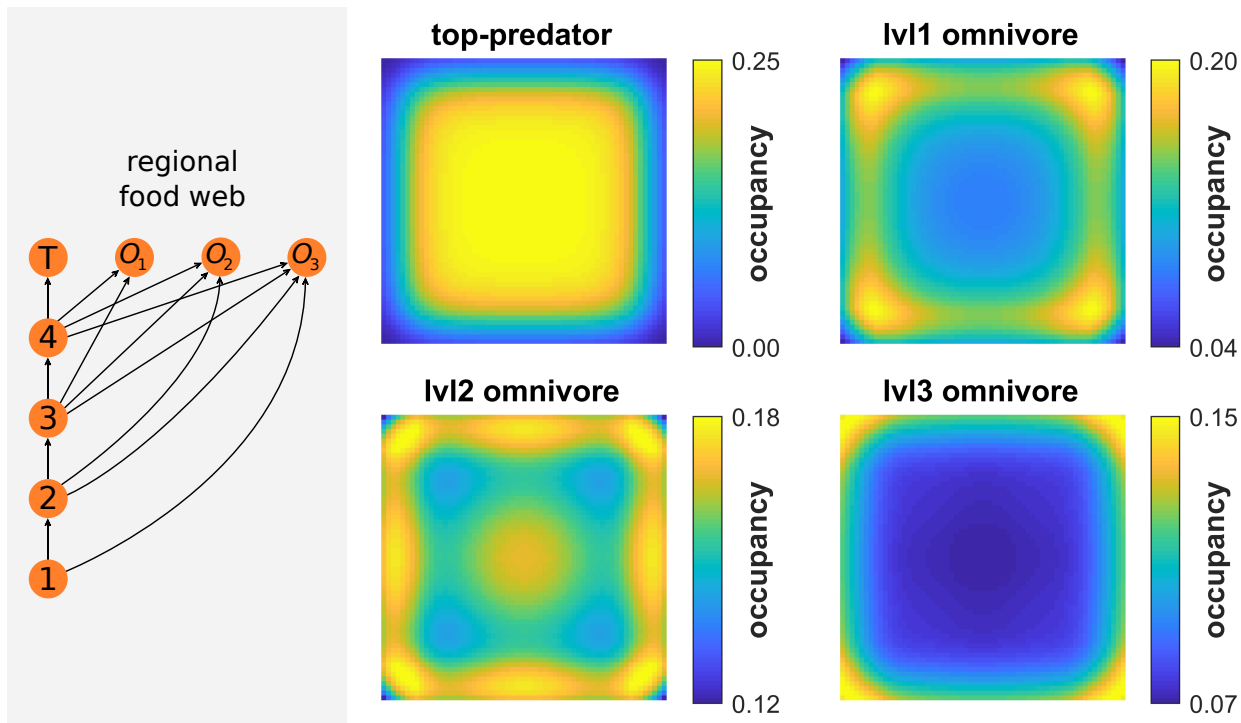 regional
food web
T
O1
O2
O3
4
3
2
1
top-predator
0.25
occupancy
0.00
lvl1 omnivore
0.20
occupancy
0.04
lvl2 omnivore
0.18
occupancy
0.12
lvl3 omnivore
0.15
occupancy
0.07